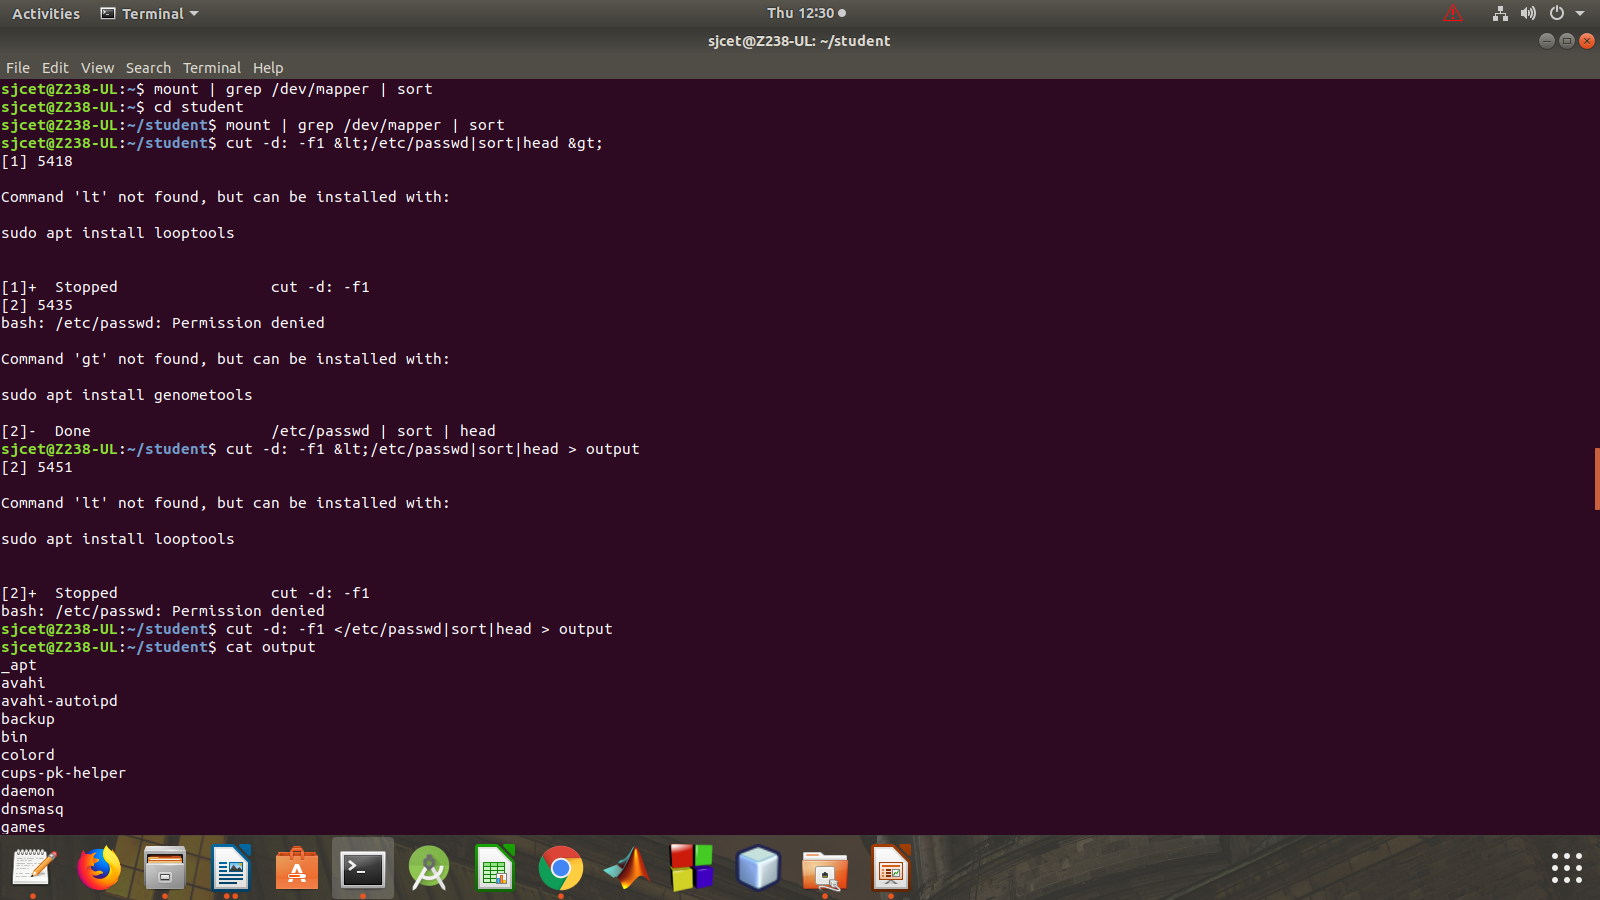 Activities Terminal Thu 12:30
sjcet@Z238-UL: ~/student
File Edit View Search Terminal Help
sjcet@Z238-UL:~$ mount | grep /dev/mapper | sort
sjcet@Z238-UL:~$ cd student
sjcet@Z238-UL:~/student$ mount | grep /dev/mapper | sort
sjcet@Z238-UL:~/student$ cut -d: -f1 &lt;/etc/passwd|sort|head &gt;
[1] 5418
Command 'lt' not found, but can be installed with:
sudo apt install looptools
[1]+  Stopped                 cut -d: -f1
[2] 5435
bash: /etc/passwd: Permission denied
Command 'gt' not found, but can be installed with:
sudo apt install genometools
[2]-  Done                    /etc/passwd | sort | head
sjcet@Z238-UL:~/student$ cut -d: -f1 &lt;/etc/passwd|sort|head > output
[2] 5451
Command 'lt' not found, but can be installed with:
sudo apt install looptools
[2]+  Stopped                 cut -d: -f1
bash: /etc/passwd: Permission denied
sjcet@Z238-UL:~/student$ cut -d: -f1 </etc/passwd|sort|head > output
sjcet@Z238-UL:~/student$ cat output
_apt
avahi
avahi-autoipd
backup
bin
colord
cups-pk-helper
daemon
dnsmasq
games